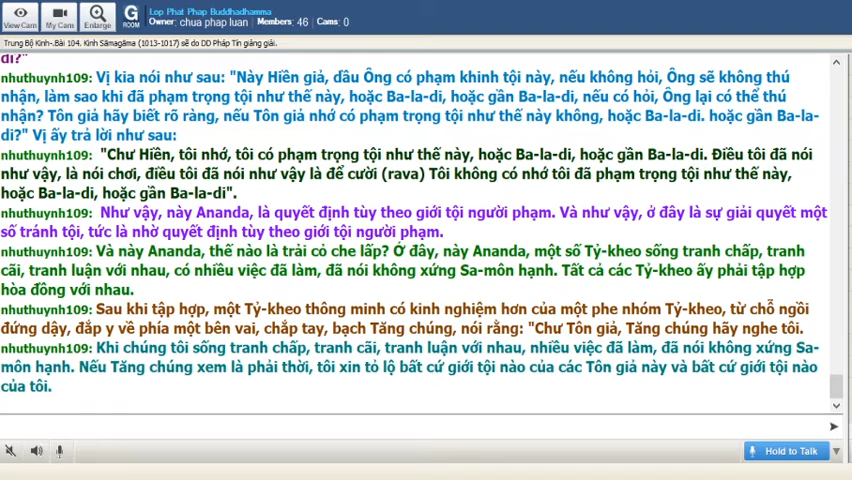 View Cam
My Cam
Enlarge
G ROOM
Lop Phat Phap Buddhadhamma
Owner: chua phap luan Members: 46 Cams: 0
Trung Bộ Kinh-.Bài 104. Kinh Sāmagāma (1013-1017) sẽ do DD Pháp Tín giảng giải.
di?"
nhuthuynh109: Vị kia nói như sau: "Này Hiền giả, dầu Ông có phạm khinh tội này, nếu không hỏi, Ông sẽ không thú
nhận, làm sao khi đã phạm trọng tội như thế này, hoặc Ba-la-di, hoặc gần Ba-la-di, nếu có hỏi, Ông lại có thể thú
nhận? Tôn giả hãy biết rõ ràng, nếu Tôn giả nhớ có phạm trọng tội như thế này không, hoặc Ba-la-di. hoặc gần Ba-la-
di?" Vị ấy trả lời như sau:
nhuthuynh109: "Chư Hiền, tôi nhớ, tôi có phạm trọng tội như thế này, hoặc Ba-la-di, hoặc gần Ba-la-di. Điều tôi đã nói
như vậy, là nói chơi, điều tôi đã nói như vậy là để cười (rava) Tôi không có nhớ tôi đã phạm trọng tội như thế này,
hoặc Ba-la-di, hoặc gần Ba-la-di".
nhuthuynh109: Như vậy, này Ananda, là quyết định tùy theo giới tội người phạm. Và như vậy, ở đây là sự giải quyết một
số tránh tội, tức là nhờ quyết định tùy theo giới tội người phạm.
nhuthuynh109: Và này Ananda, thế nào là trải cỏ che lấp? Ở đây, này Ananda, một số Tỷ-kheo sống tranh chấp, tranh
cãi, tranh luận với nhau, có nhiều việc đã làm, đã nói không xứng Sa-môn hạnh. Tất cả các Tỷ-kheo ấy phải tập hợp
hòa đồng với nhau.
nhuthuynh109: Sau khi tập hợp, một Tỷ-kheo thông minh có kinh nghiệm hơn của một phe nhóm Tỷ-kheo, từ chỗ ngồi
đứng dậy, đắp y về phía một bên vai, chắp tay, bạch Tăng chúng, nói rằng: "Chư Tôn giả, Tăng chúng hãy nghe tôi.
nhuthuynh109: Khi chúng tôi sống tranh chấp, tranh cãi, tranh luận với nhau, nhiều việc đã làm, đã nói không xứng Sa-
môn hạnh. Nếu Tăng chúng xem là phải thời, tôi xin tỏ lộ bất cứ giới tội nào của các Tôn giả này và bất cứ giới tội nào
của tôi.
Hold to Talk